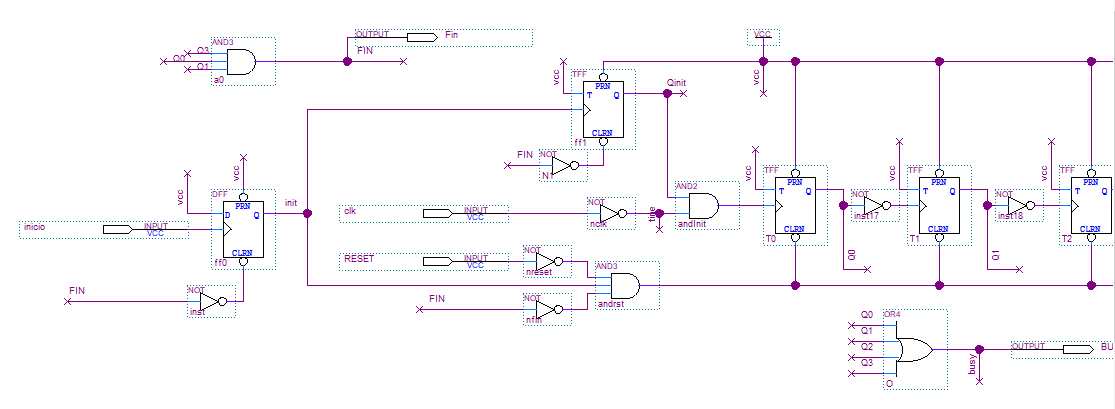 AND3
Q3
Q0
Q1
a0
OUTPUT
Fin
FIN
VCC
vcc
TFF
vcc
PRN
T
Q
CLRN
ff1
Qinit
FIN
NOT
N1
DFF
vcc
vcc
PRN
D
Q
CLRN
ff0
init
inicio
INPUT
VCC
FIN
NOT
inst
clk
INPUT
VCC
NOT
nclk
time
AND2
andInit
RESET
INPUT
VCC
NOT
nreset
FIN
NOT
nfin
AND3
andrst
TFF
vcc
PRN
T
Q
CLRN
T0
NOT
inst17
Q0
TFF
vcc
PRN
T
Q
CLRN
T1
NOT
inst18
Q1
TFF
vcc
PRN
T
Q
CLRN
T2
OR4
Q0
Q1
Q2
Q3
O
busy
OUTPUT
BU